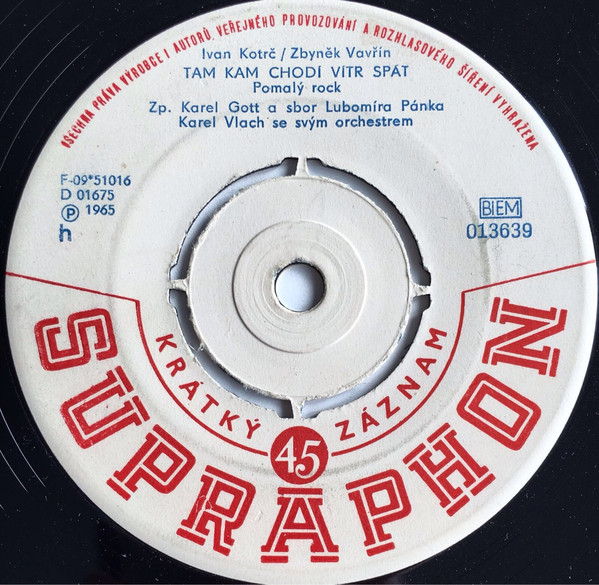 VŠECHNA PRÁVA VÝROBCE I AUTORŮ. VEŘEJNÉHO PROVOZOVÁNÍ A ROZHLASOVÉHO ŠÍŘENÍ VYHRAŽENA
Ivan Kotrč / Zbyněk Vavřín
TAM KAM CHODÍ VÍTR SPÁT
Pomalý rock
Zp. Karel Gott a sbor Lubomíra Pánka
Karel Vlach se svým orchestrem
F-09*51016
D 01675
Ⓟ 1965
h
BIEM
013639
KRÁTKÝ 45 ZÁZNAM
SUPRAPHON